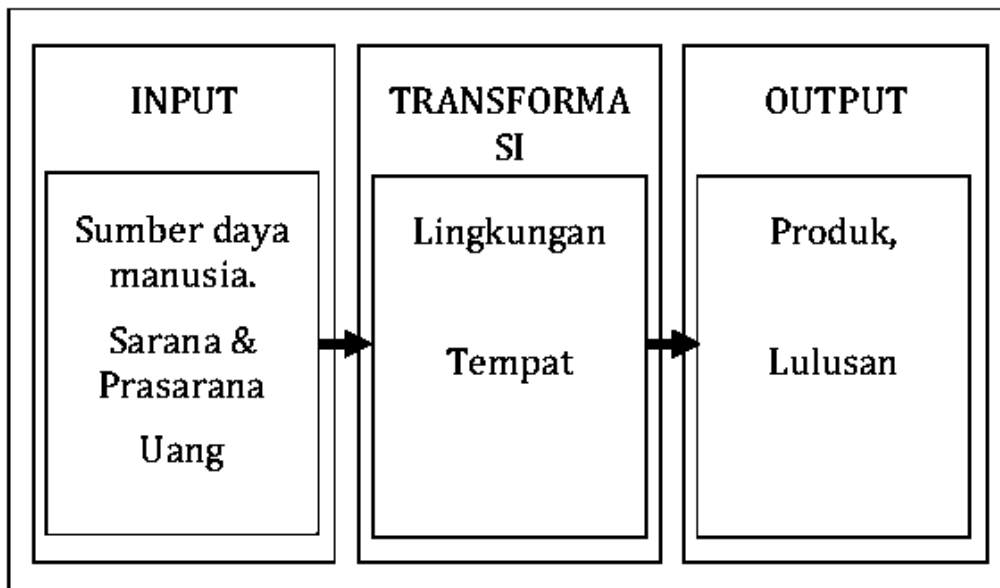 INPUT
Sumber daya
manusia.
Sarana &
Prasarana
Uang
TRANSFORMA
SI
Lingkungan
Tempat
OUTPUT
Produk,
Lulusan